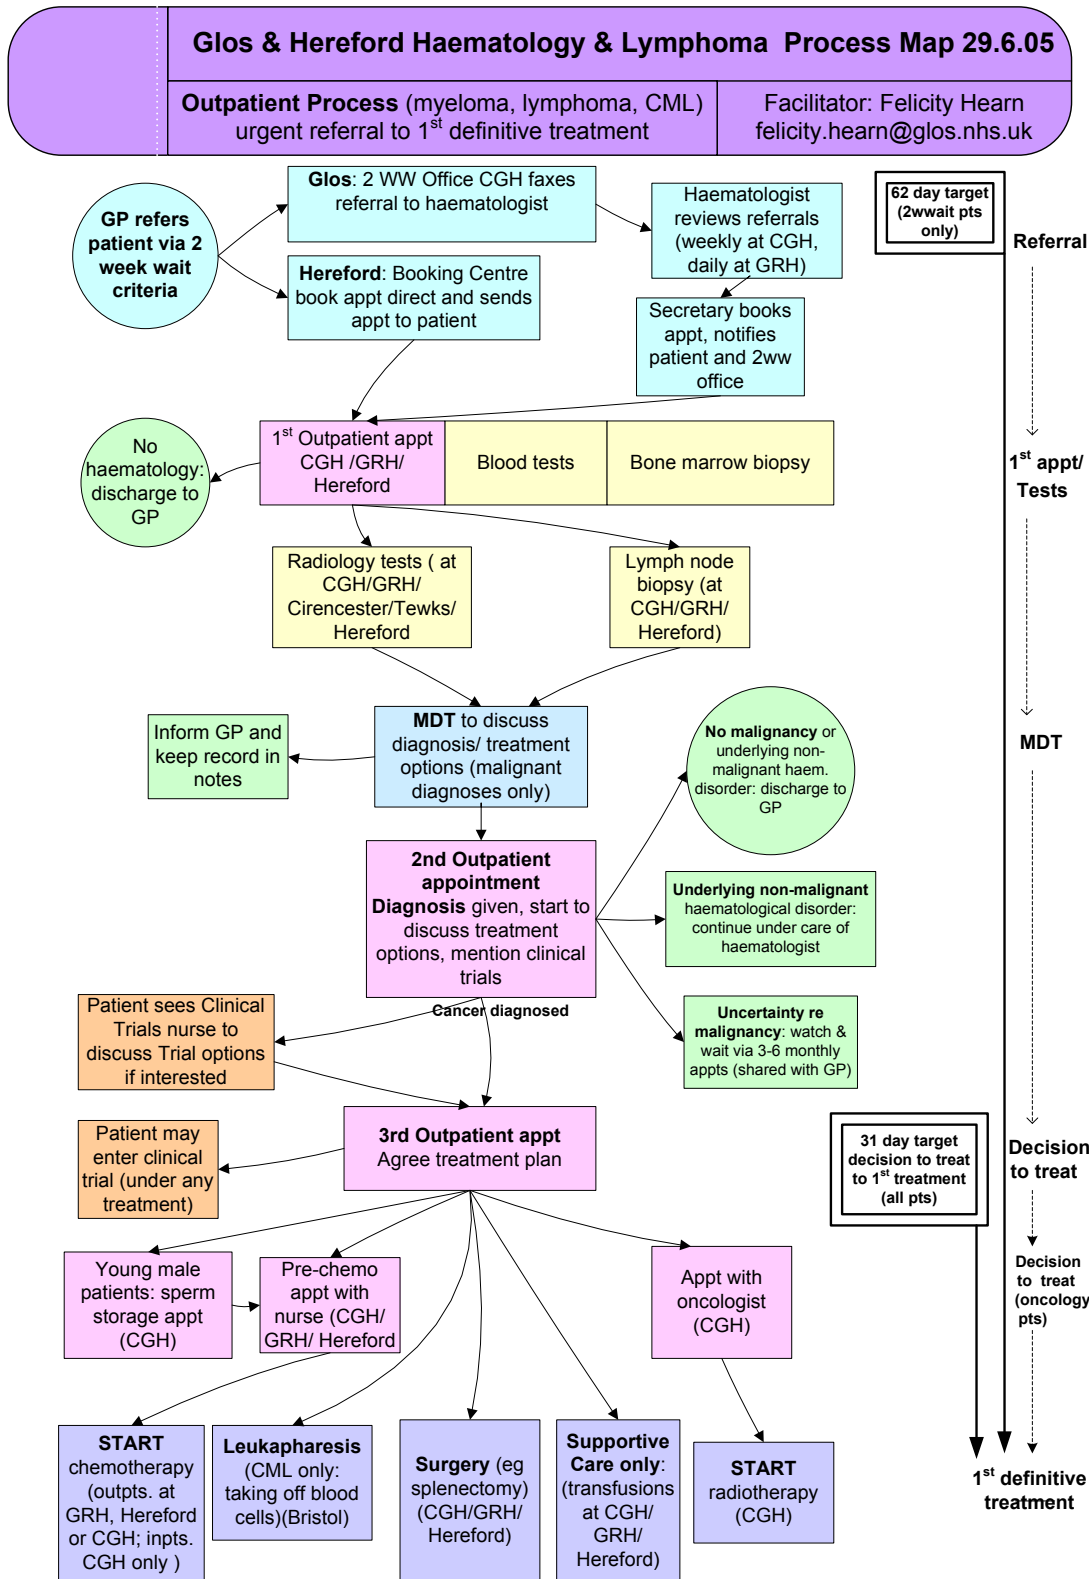 Glos & Hereford Haematology & Lymphoma Process Map 29.6.05
Outpatient Process (myeloma, lymphoma, CML)
urgent referral to 1st definitive treatment
Facilitator: Felicity Hearn
felicity.hearn@glos.nhs.uk
GP refers
patient via 2
week wait
criteria
Glos: 2 WW Office CGH faxes
referral to haematologist
Hereford: Booking Centre
book appt direct and sends
appt to patient
Haematologist
reviews referrals
(weekly at CGH,
daily at GRH)
Secretary books
appt, notifies
patient and 2ww
office
62 day target
(2wwait pts
only)
Referral
No
haematology:
discharge to
GP
1st Outpatient appt
CGH /GRH/
Hereford
Blood tests
Bone marrow biopsy
1st appt/
Tests
Radiology tests ( at
CGH/GRH/
Cirencester/Tewks/
Hereford
Lymph node
biopsy (at
CGH/GRH/
Hereford)
Inform GP and
keep record in
notes
MDT to discuss
diagnosis/ treatment
options (malignant
diagnoses only)
No malignancy or
underlying non-
malignant haem.
disorder: discharge to
GP
MDT
2nd Outpatient
appointment
Diagnosis given, start to
discuss treatment
options, mention clinical
trials
Underlying non-malignant
haematological disorder:
continue under care of
haematologist
Uncertainty re
malignancy: watch &
wait via 3-6 monthly
appts (shared with GP)
Cancer diagnosed
Patient sees Clinical
Trials nurse to
discuss Trial options
if interested
Patient may
enter clinical
trial (under any
treatment)
3rd Outpatient appt
Agree treatment plan
31 day target
decision to treat
to 1st treatment
(all pts)
Decision
to treat
Young male
patients: sperm
storage appt
(CGH)
Pre-chemo
appt with
nurse (CGH/
GRH/ Hereford
Appt with
oncologist
(CGH)
Decision
to treat
(oncology
pts)
START
chemotherapy
(outpts. at
GRH, Hereford
or CGH; inpts.
CGH only )
Leukapharesis
(CML only:
taking off blood
cells)(Bristol)
Surgery (eg
splenectomy)
(CGH/GRH/
Hereford)
Supportive
Care only:
(transfusions
at CGH/
GRH/
Hereford)
START
radiotherapy
(CGH)
1st definitive
treatment